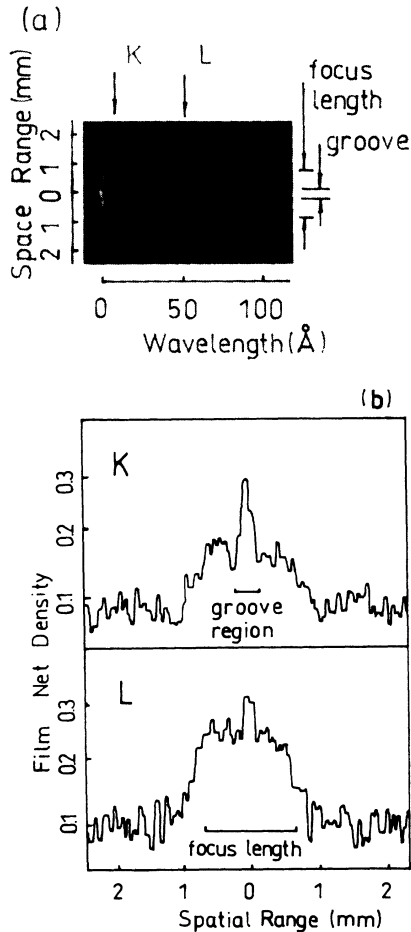 (a)
K L
focus
length
groove
Space Range (mm)
2 1 0 1 2
0 50 100
Wavelength (Å)
(b)
K
0.3
0.2
0.1
groove
region
Film Net Density
L
0.3
0.2
0.1
focus length
2 1 0 1 2
Spatial Range (mm)